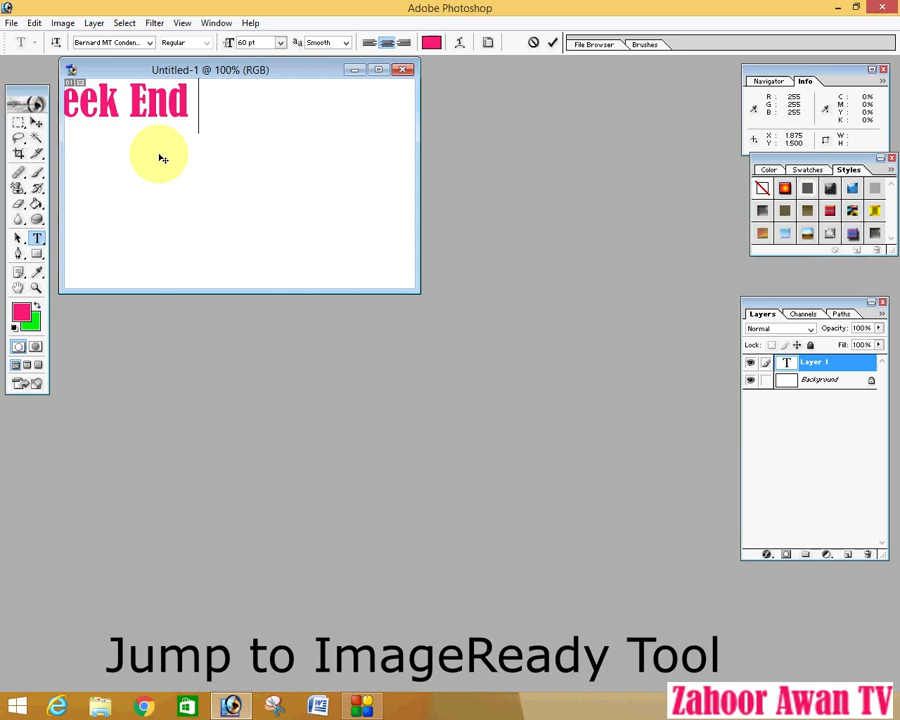 Adobe Photoshop
File Edit Image Layer Select Filter View Window Help
T Bernard MT Conden... Regular T 60 pt aa Smooth File Browser Brushes
Untitled-1 @ 100% (RGB)
eek End
Navigator Info
R : 255 C : 0%
G : 255 M : 0%
B : 255 Y : 0%
K : 0%
X : 1.875 W :
Y : 1.500 H :
Color Swatches Styles
Layers Channels Paths
Normal Opacity: 100%
Lock: Fill: 100%
T Layer 1
Background
Jump to ImageReady Tool
Zahoor Awan TV